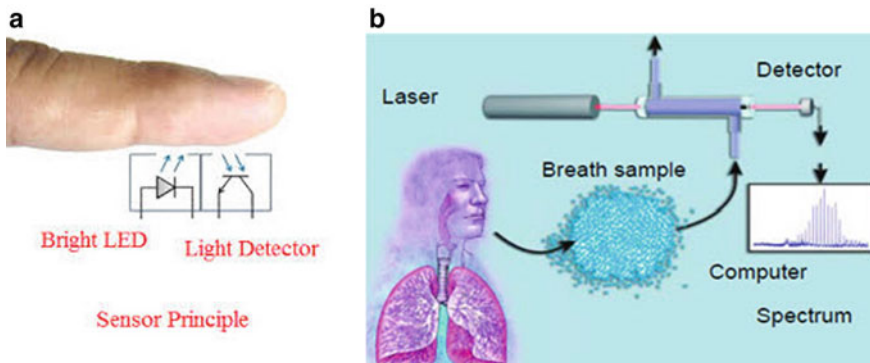 a
Bright LED
Light Detector
Sensor Principle
b
Laser
Detector
Breath sample
Computer
Spectrum